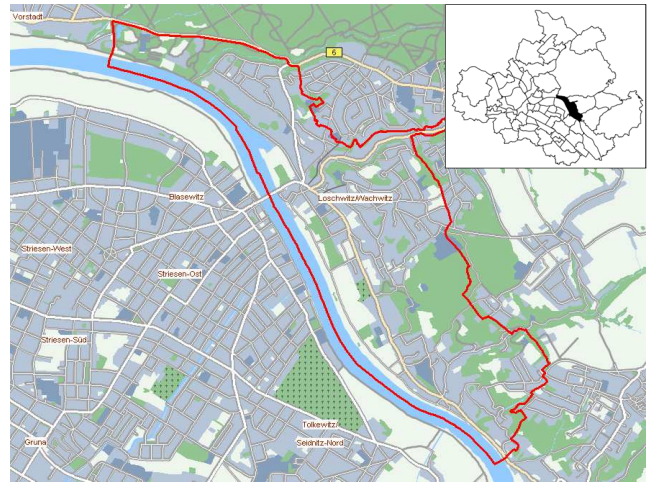 Vorstadt
6
Blasewitz
Loschwitz/Wachwitz
Striesen-West
Striesen-Ost
Striesen-Süd
Tolkewitz/
Seidnitz-Nord
Gruna